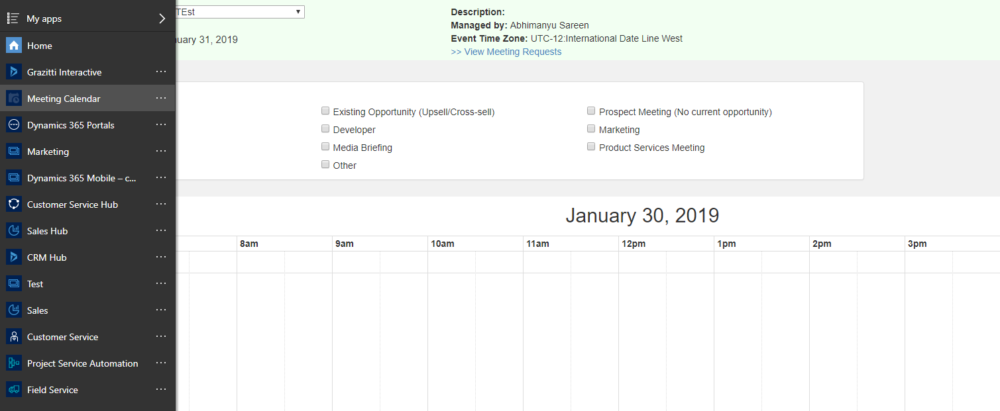 My apps
Home
Grazitti Interactive
Meeting Calendar
Dynamics 365 Portals
Marketing
Dynamics 365 Mobile – c...
Customer Service Hub
Sales Hub
CRM Hub
Test
Sales
Customer Service
Project Service Automation
Field Service
TEst
31, 2019
Description:
Managed by: Abhimanyu Sareen
Event Time Zone: UTC-12:International Date Line West
>> View Meeting Requests
Existing Opportunity (Upsell/Cross-sell)
Prospect Meeting (No current opportunity)
Developer
Marketing
Media Briefing
Product Services Meeting
Other
January 30, 2019
8am 9am 10am 11am 12pm 1pm 2pm 3pm